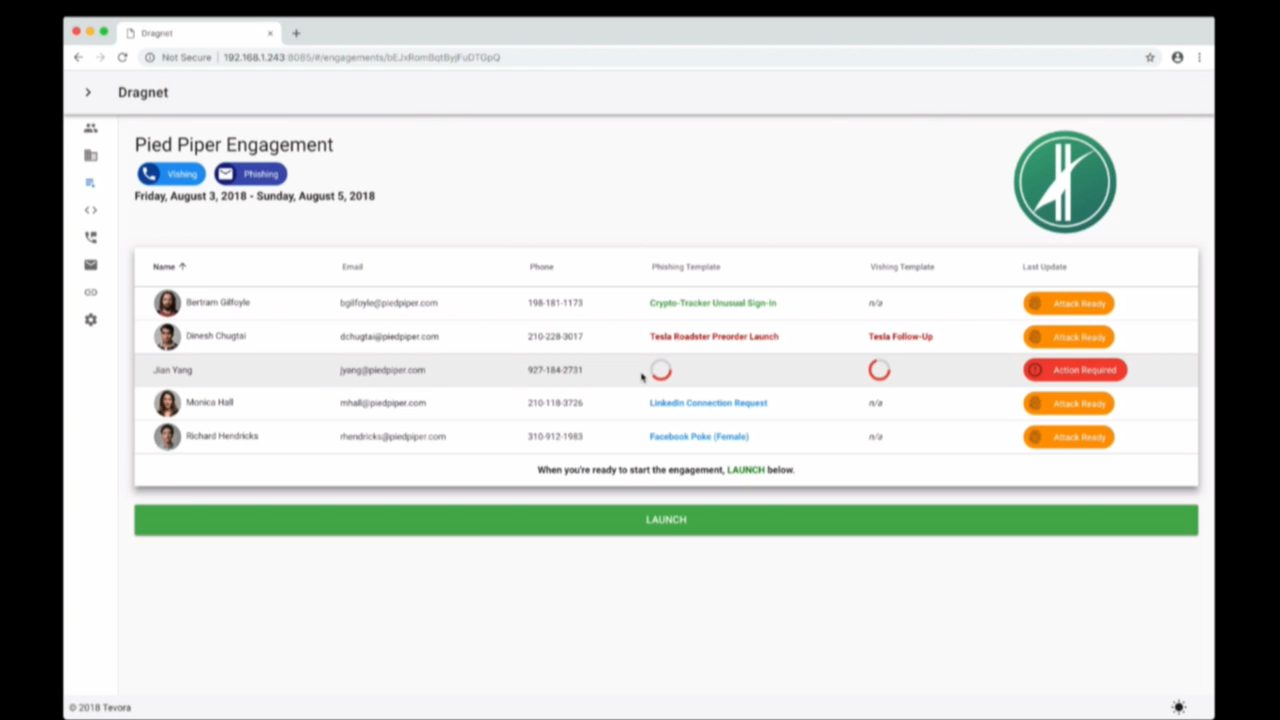 Dragnet
Not Secure | 192.168.1.243:8085/#/engagements/bEJxRomBqtByjFuDTGpQ
Dragnet
Pied Piper Engagement
Vishing Phishing
Friday, August 3, 2018 - Sunday, August 5, 2018
Name Email Phone Phishing Template Vishing Template Last Update
Bertram Gilfoyle bgilfoyle@piedpiper.com 198-181-1173 Crypto-Tracker Unusual Sign-In n/a Attack Ready
Dinesh Chugtai dchugtai@piedpiper.com 210-228-3017 Tesla Roadster Preorder Launch Tesla Follow-Up Attack Ready
Jian Yang jyang@piedpiper.com 927-184-2731 Action Required
Monica Hall mhall@piedpiper.com 210-118-3726 LinkedIn Connection Request n/a Attack Ready
Richard Hendricks rhendricks@piedpiper.com 310-912-1983 Facebook Poke (Female) n/a Attack Ready
When you're ready to start the engagement, LAUNCH below.
LAUNCH
© 2018 Tevora